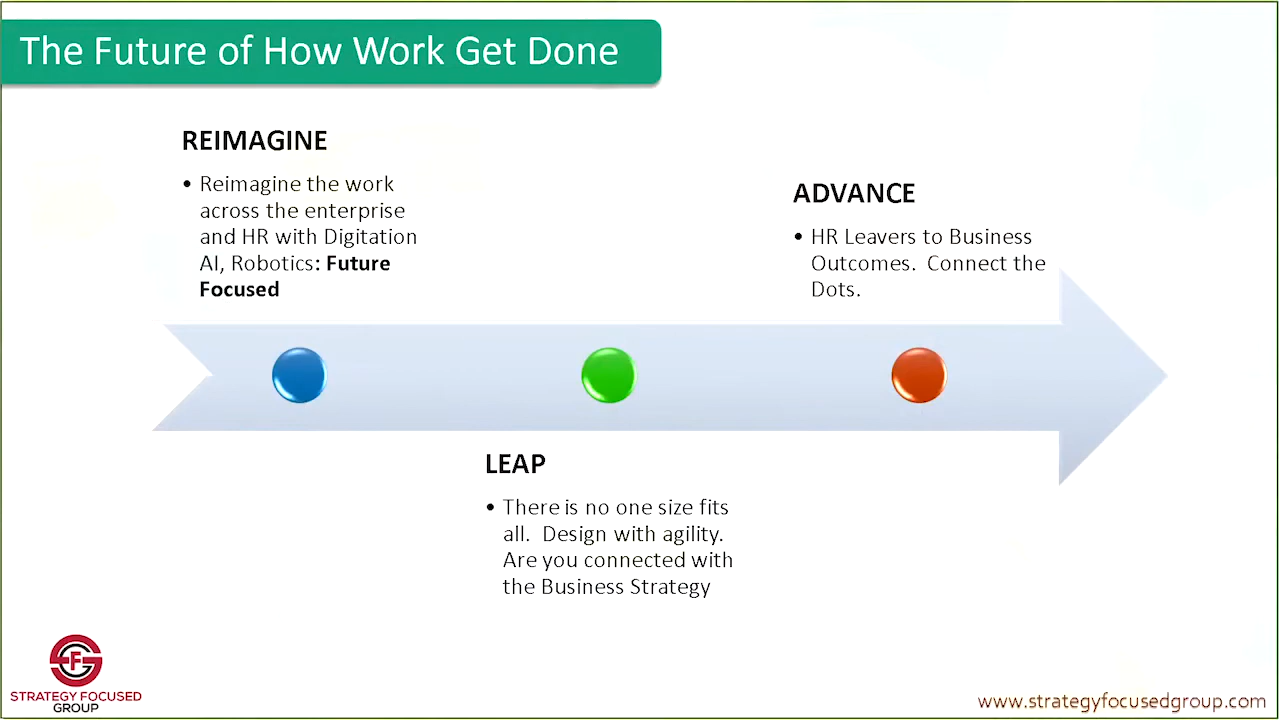 The Future of How Work Get Done
REIMAGINE
• Reimagine the work
across the enterprise
and HR with Digitation
AI, Robotics: Future
Focused
ADVANCE
• HR Leavers to Business
Outcomes.  Connect the
Dots.
LEAP
• There is no one size fits
all.  Design with agility.
Are you connected with
the Business Strategy
SFG
STRATEGY FOCUSED
GROUP
www.strategyfocusedgroup.com